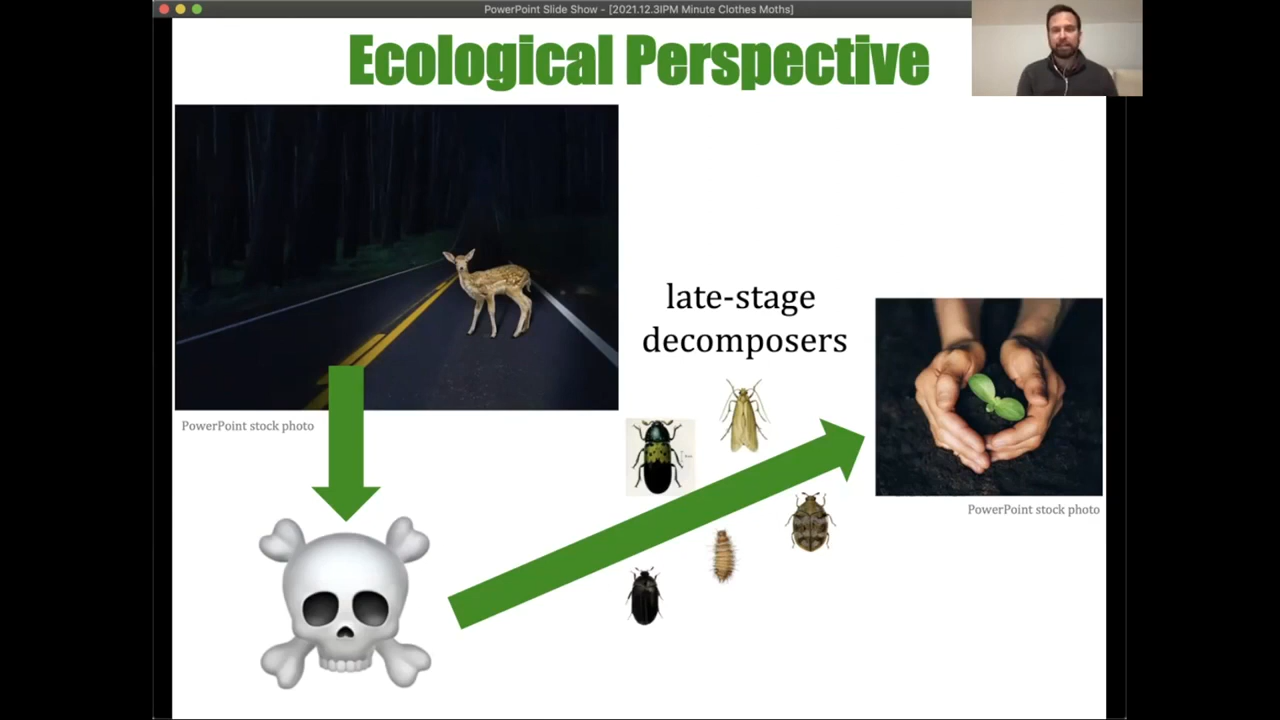 PowerPoint Slide Show - [2021.12.3IPM Minute Clothes Moths]
Ecological Perspective
late-stage
decomposers
PowerPoint stock photo
PowerPoint stock photo